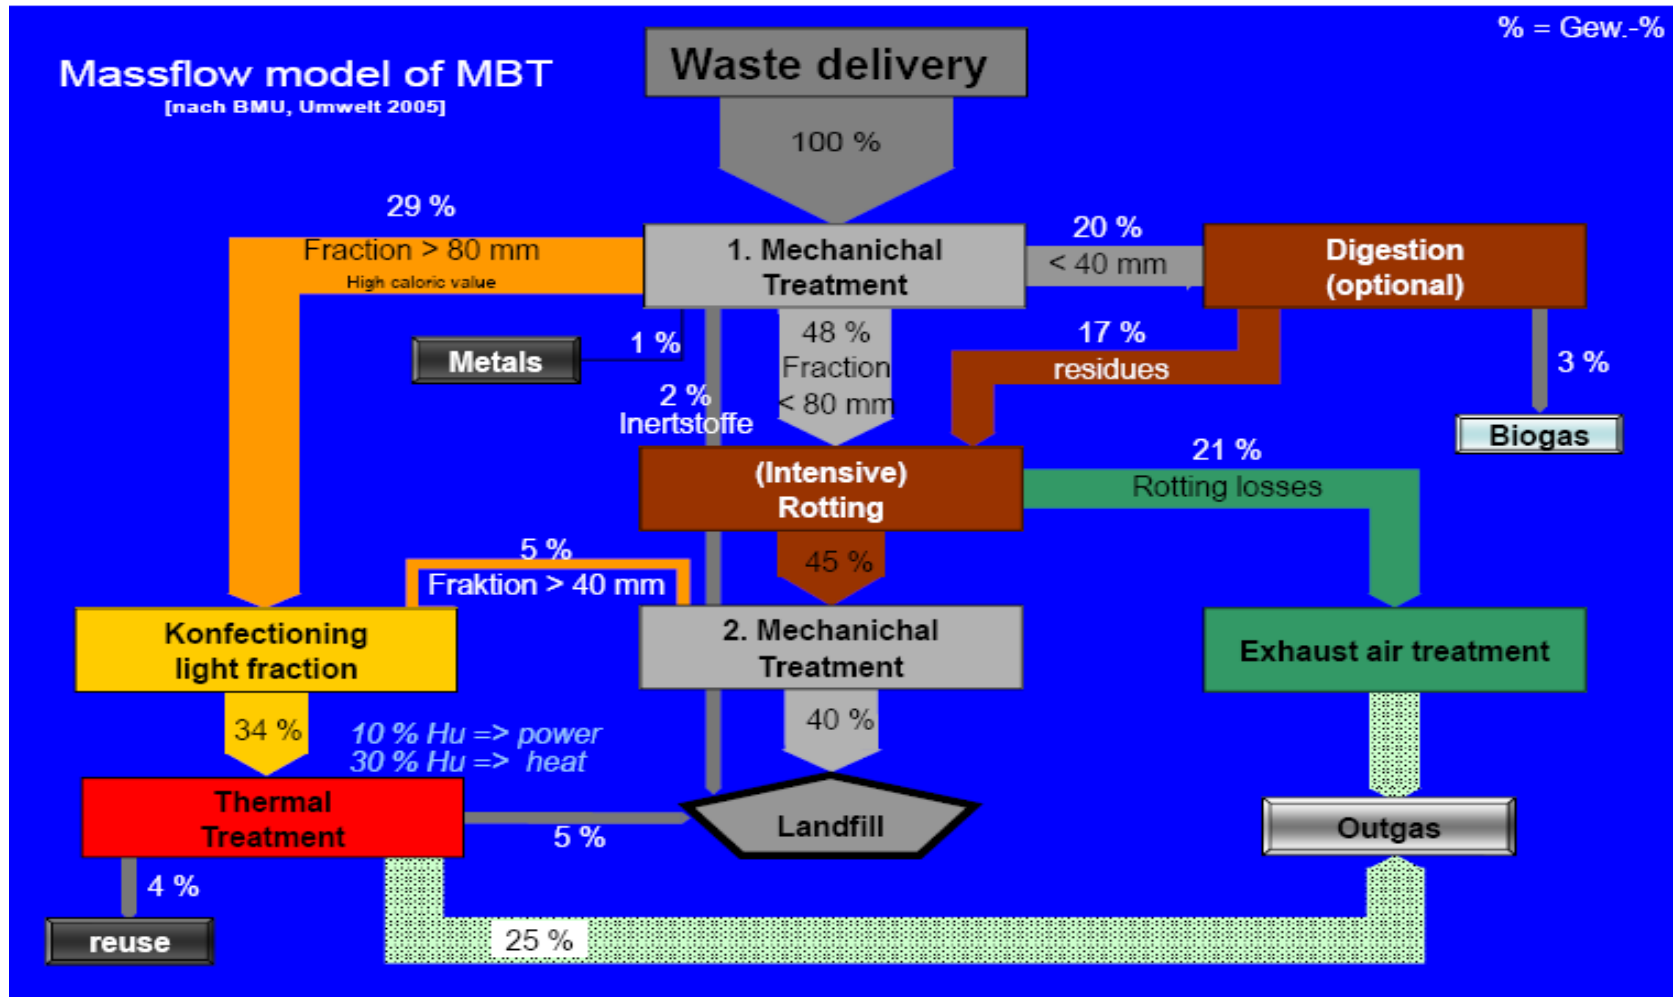 % = Gew.-%
Massflow model of MBT
[nach BMU, Umwelt 2005]
Waste delivery
100 %
29 %
Fraction > 80 mm
High caloric value
1. Mechanichal
Treatment
20 %
< 40 mm
Digestion
(optional)
Metals
1 %
2 %
Inertstoffe
48 %
Fraction
< 80 mm
17 %
residues
3 %
Biogas
(Intensive)
Rotting
21 %
Rotting losses
45 %
5 %
Fraktion > 40 mm
Konfectioning
light fraction
2. Mechanichal
Treatment
Exhaust air treatment
34 %
10 % Hu => power
30 % Hu => heat
40 %
Thermal
Treatment
5 %
Landfill
Outgas
4 %
reuse
25 %